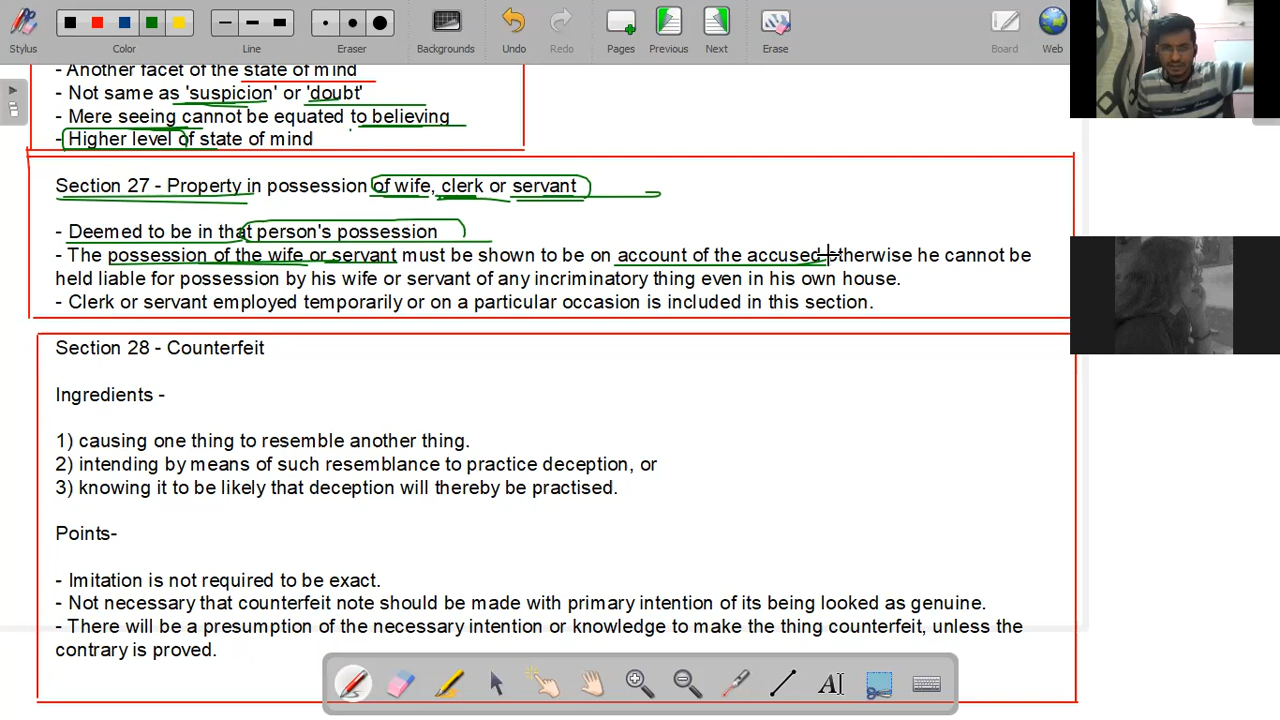 Stylus
Color
Line
Eraser
Backgrounds
Undo
Redo
Pages
Previous
Next
Erase
Board
Web
- Another facet of the state of mind
- Not same as 'suspicion' or 'doubt'
- Mere seeing cannot be equated to believing
- Higher level of state of mind
Section 27 - Property in possession of wife, clerk or servant
- Deemed to be in that person's possession
- The possession of the wife or servant must be shown to be on account of the accused otherwise he cannot be
held liable for possession by his wife or servant of any incriminatory thing even in his own house.
- Clerk or servant employed temporarily or on a particular occasion is included in this section.
Section 28 - Counterfeit
Ingredients -
1) causing one thing to resemble another thing.
2) intending by means of such resemblance to practice deception, or
3) knowing it to be likely that deception will thereby be practised.
Points-
- Imitation is not required to be exact.
- Not necessary that counterfeit note should be made with primary intention of its being looked as genuine.
- There will be a presumption of the necessary intention or knowledge to make the thing counterfeit, unless the
contrary is proved.